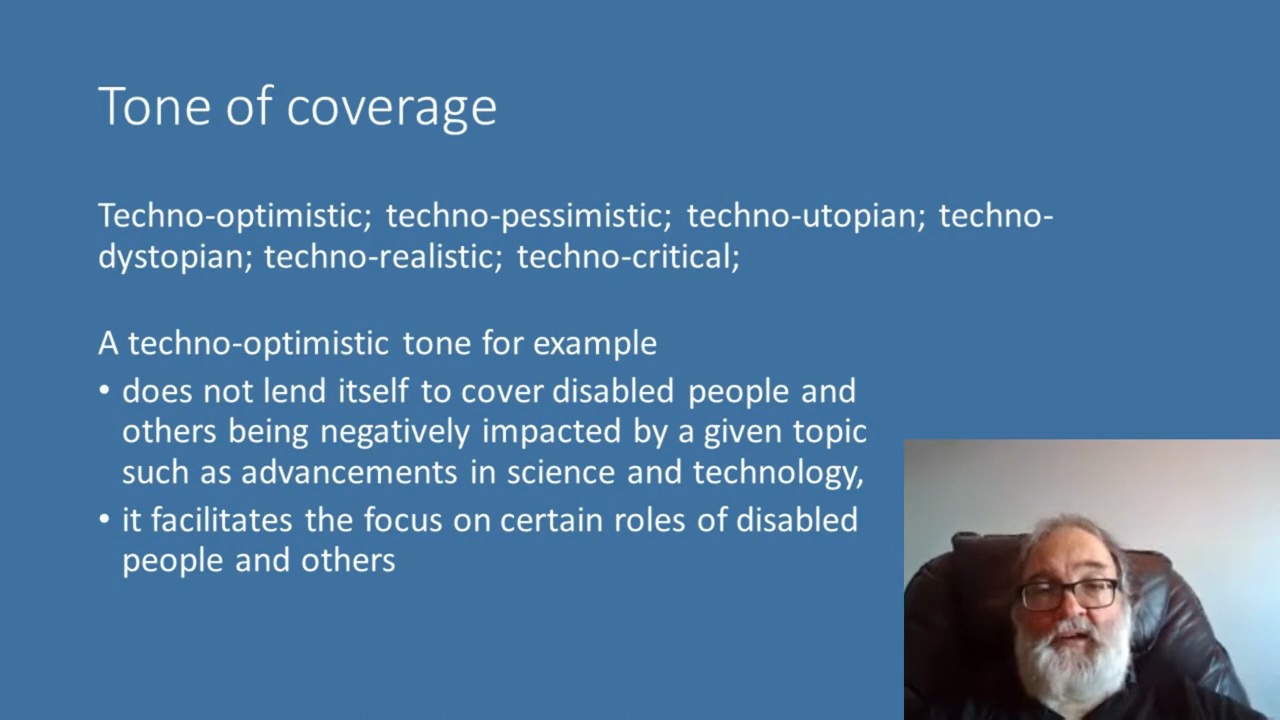 Tone of coverage
Techno-optimistic; techno-pessimistic; techno-utopian; techno-
dystopian; techno-realistic; techno-critical;
A techno-optimistic tone for example
• does not lend itself to cover disabled people and
others being negatively impacted by a given topic
such as advancements in science and technology,
• it facilitates the focus on certain roles of disabled
people and others